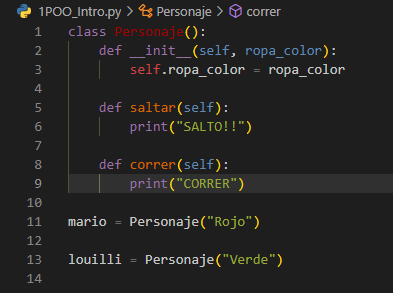 1POO_Intro.py > Personaje > correr
1 class Personaje():
2     def __init__(self, ropa_color):
3         self.ropa_color = ropa_color
4
5     def saltar(self):
6         print("SALTO!!")
7
8     def correr(self):
9         print("CORRER")
10
11 mario = Personaje("Rojo")
12
13 louilli = Personaje("Verde")
14